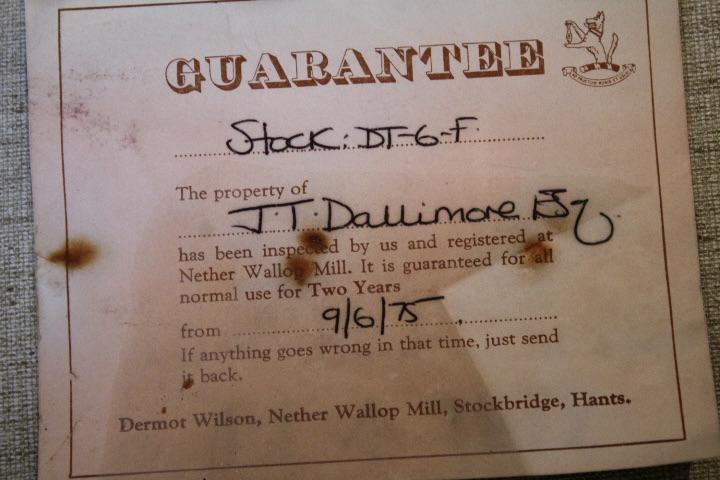 GUARANTEE
Stock: DT-6-F
The property of
J.T. Dallimore Esq
has been inspected by us and registered at
Nether Wallop Mill. It is guaranteed for all
normal use for Two Years
from 9/6/75
If anything goes wrong in that time, just send
it back.
Dermot Wilson, Nether Wallop Mill, Stockbridge, Hants.